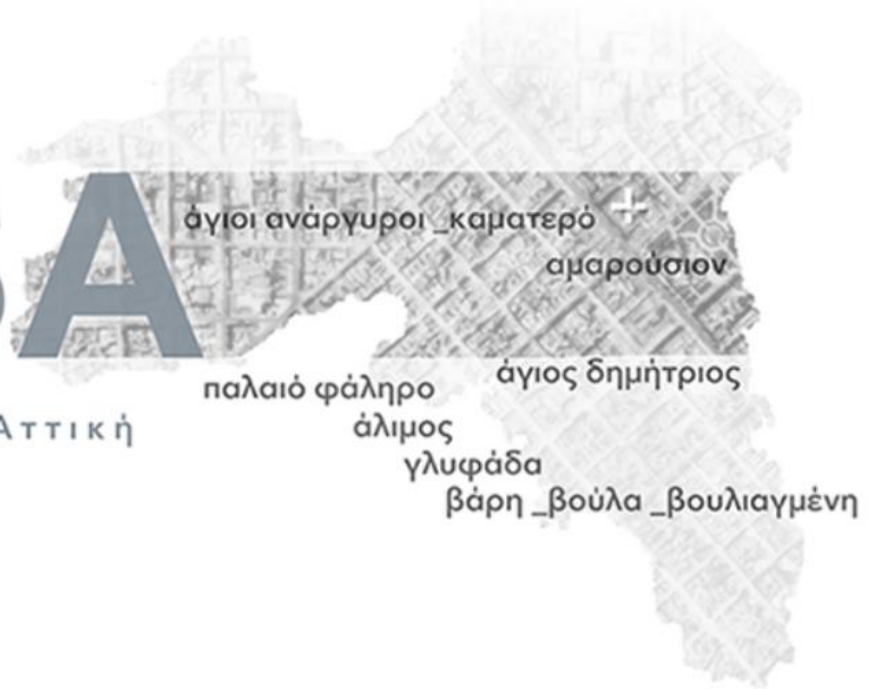 Α
άγιοι ανάργυροι _καματερό
αμαρούσιον
άγιος δημήτριος
παλαιό φάληρο
Αττική
άλιμος
γλυφάδα
βάρη _βούλα _βουλιαγμένη